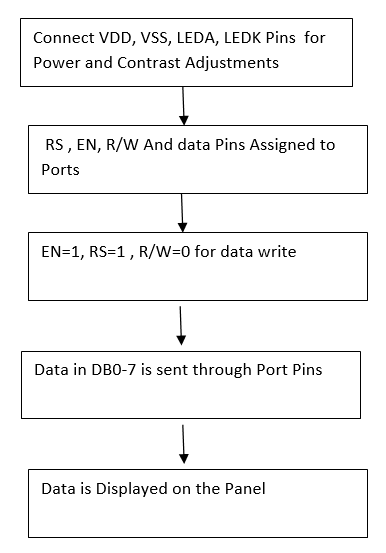 Connect VDD, VSS, LEDA, LEDK Pins for
Power and Contrast Adjustments
RS , EN, R/W And data Pins Assigned to
Ports
EN=1, RS=1 , R/W=0 for data write
Data in DB0-7 is sent through Port Pins
Data is Displayed on the Panel